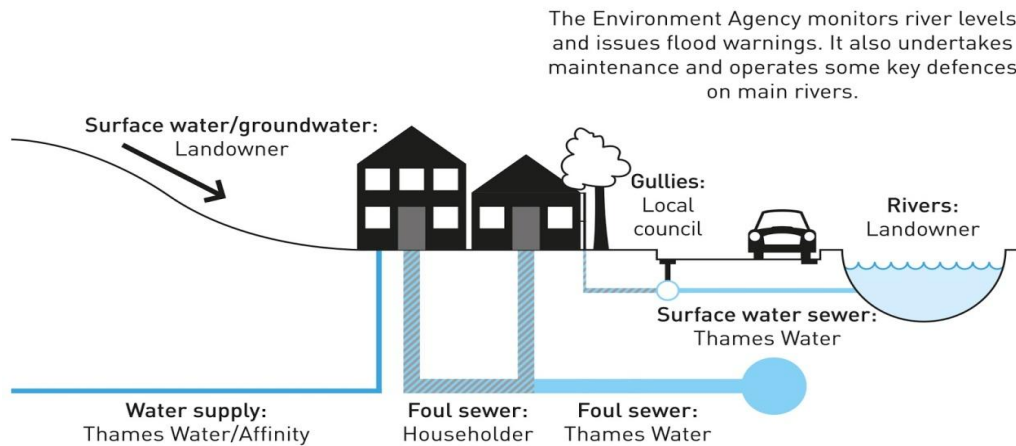 The Environment Agency monitors river levels
and issues flood warnings. It also undertakes
maintenance and operates some key defences
on main rivers.
Surface water/groundwater:
Landowner
Gullies:
Local
council
Rivers:
Landowner
Surface water sewer:
Thames Water
Water supply:
Thames Water/Affinity
Foul sewer:
Householder
Foul sewer:
Thames Water